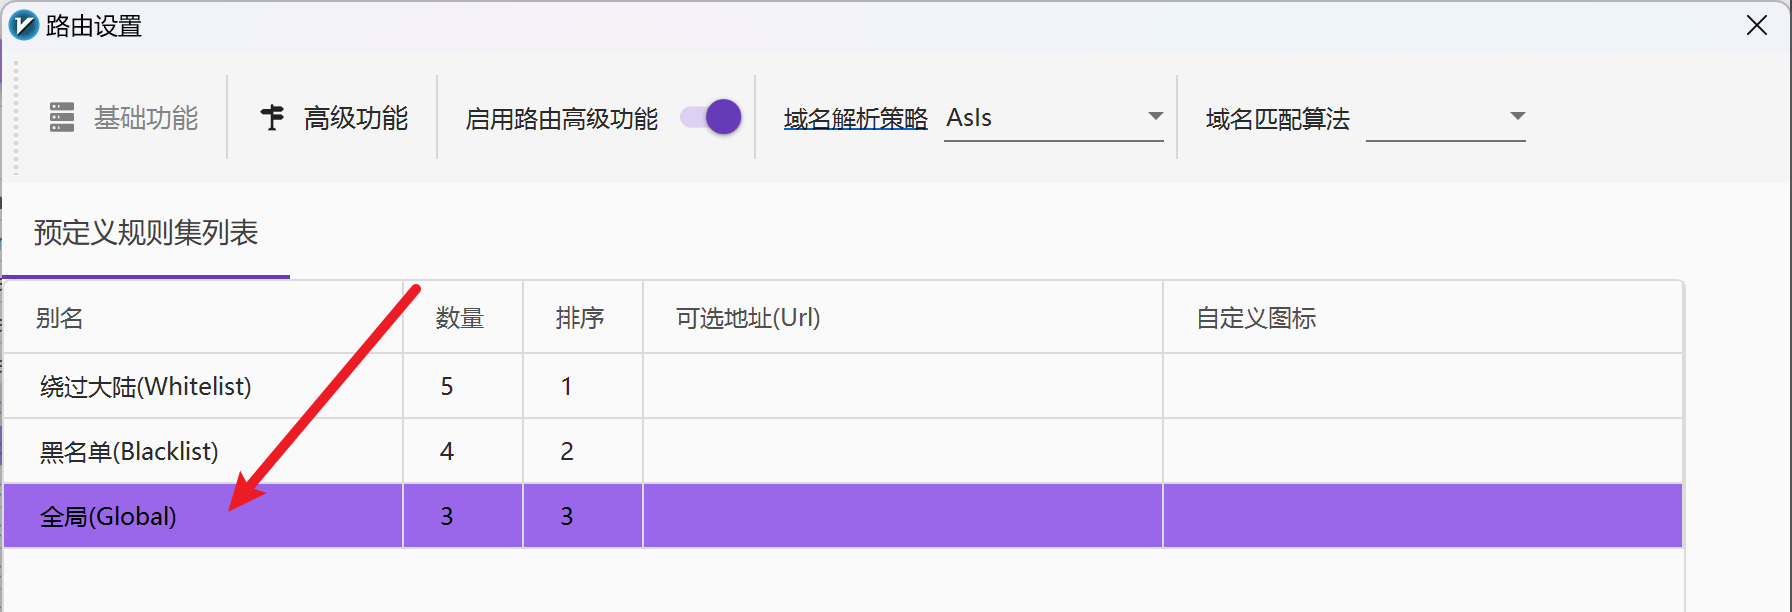 路由设置
基础功能 高级功能 启用路由高级功能 域名解析策略 AsIs 域名匹配算法
预定义规则集列表
别名 数量 排序 可选地址(Url) 自定义图标
绕过大陆(Whitelist) 5 1
黑名单(Blacklist) 4 2
全局(Global) 3 3